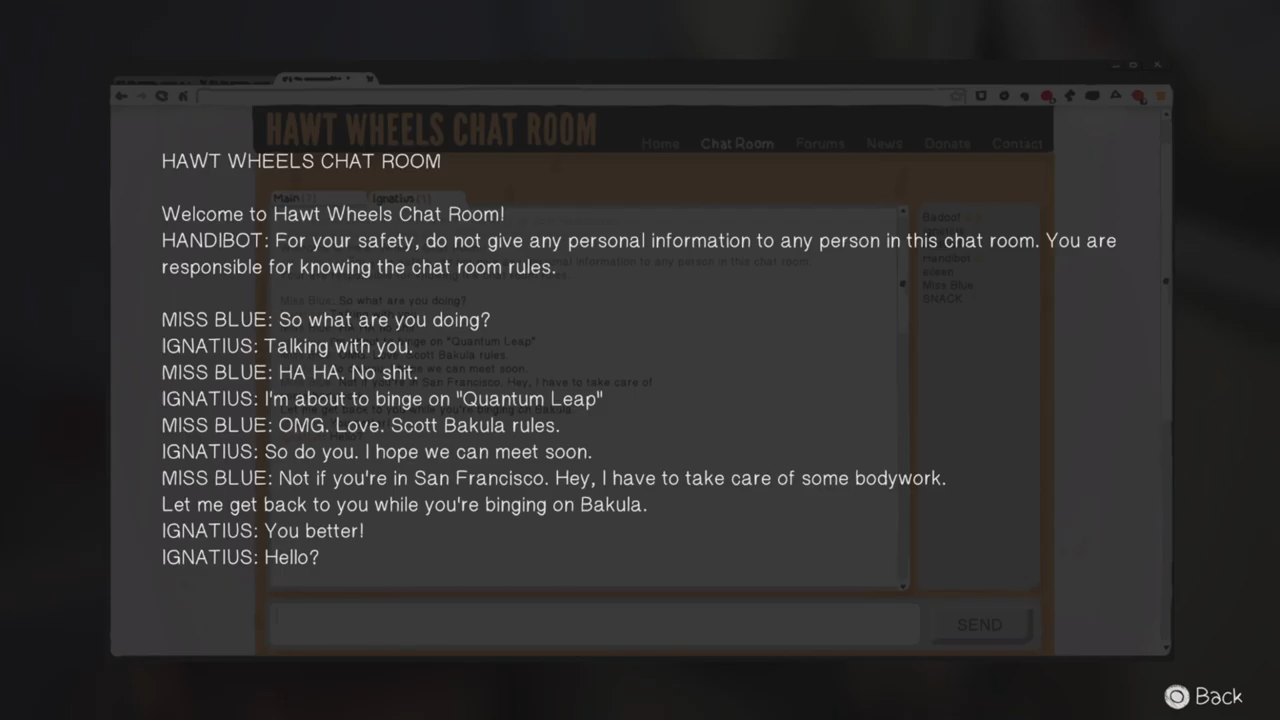 HAWT WHEELS CHAT ROOM
Home Chat Room Forums News Donate Contact
HAWT WHEELS CHAT ROOM
Main Ignatius (1)
Welcome to Hawt Wheels Chat Room!
HANDIBOT: For your safety, do not give any personal information to any person in this chat room. You are
responsible for knowing the chat room rules.
MISS BLUE: So what are you doing?
IGNATIUS: Talking with you.
MISS BLUE: HA HA. No shit.
IGNATIUS: I'm about to binge on "Quantum Leap"
MISS BLUE: OMG. Love. Scott Bakula rules.
IGNATIUS: So do you. I hope we can meet soon.
MISS BLUE: Not if you're in San Francisco. Hey, I have to take care of some bodywork.
Let me get back to you while you're binging on Bakula.
IGNATIUS: You better!
IGNATIUS: Hello?
Handibot
eileen
Miss Blue
SNACK
SEND
Back